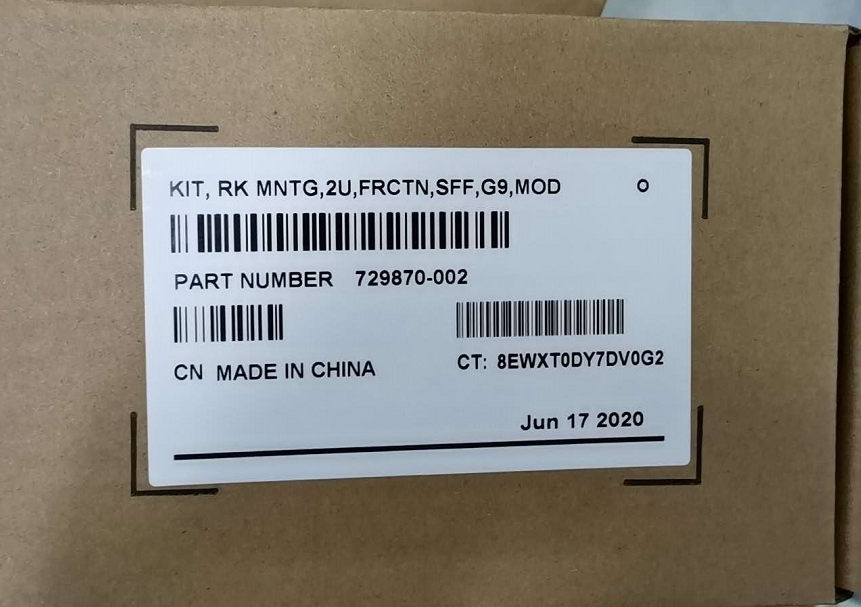 KIT, RK MNTG,2U,FRCTN,SFF,G9,MOD O
PART NUMBER 729870-002
CN MADE IN CHINA
CT: 8EWXT0DY7DV0G2
Jun 17 2020